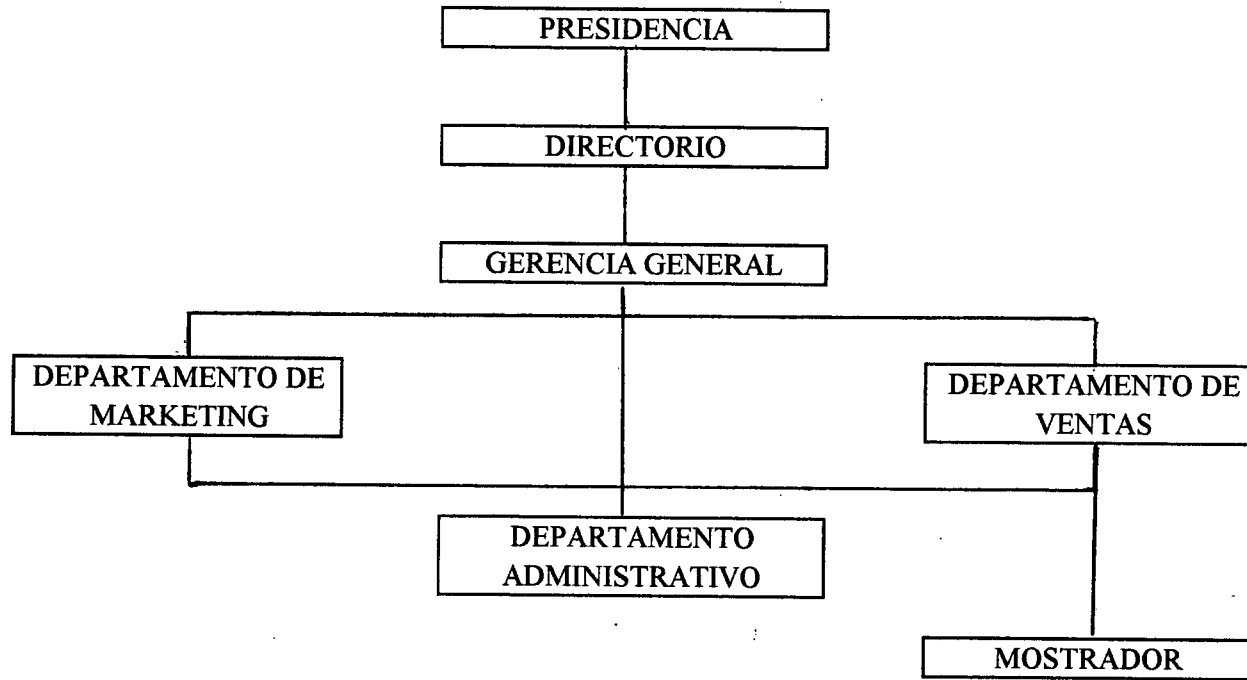 PRESIDENCIA
DIRECTORIO
GERENCIA GENERAL
DEPARTAMENTO DE
MARKETING
DEPARTAMENTO DE
VENTAS
DEPARTAMENTO
ADMINISTRATIVO
MOSTRADOR